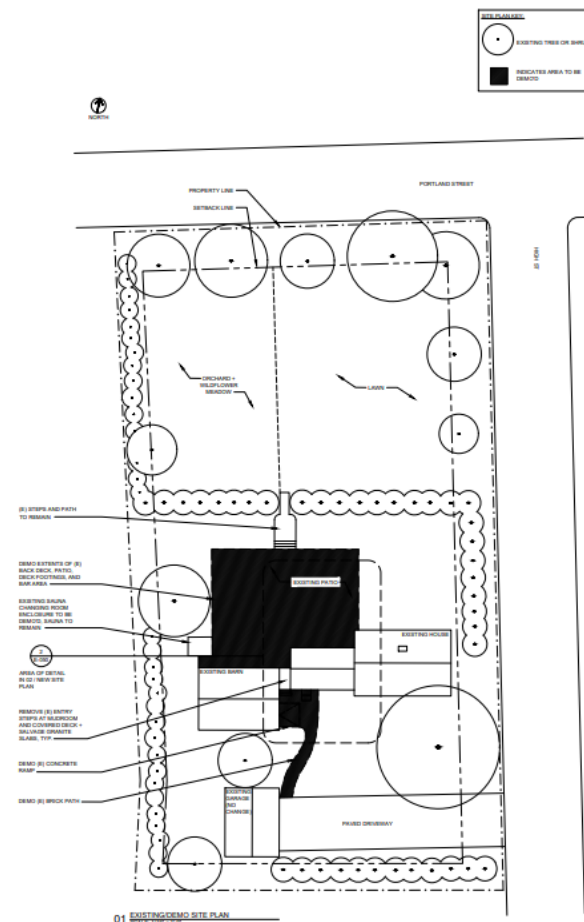 SITE PLAN KEY:
EXISTING TREE OR SHRU
INDICATES AREA TO BE
DEMO'D
NORTH
PORTLAND STREET
PROPERTY LINE
SETBACK LINE
HIGH ST
ORCHARD +
WILDFLOWER
MEADOW
LAWN
(E) STEPS AND PATH
TO REMAIN
DEMO EXTENTS OF (E)
BACK DECK, PATIO,
DECK FOOTINGS, AND
BAR AREA
EXISTING PATIO
EXISTING SAUNA
CHANGING ROOM
ENCLOSURE TO BE
DEMO'D, SAUNA TO
REMAIN
EXISTING HOUSE
2
AREA OF DETAIL
IN 02 / NEW SITE
PLAN
EXISTING BARN
REMOVE (E) ENTRY
STEPS AT MUDROOM
AND COVERED DECK +
SALVAGE GRANITE
SLABS, TYP.
DEMO (E) CONCRETE
RAMP
DEMO (E) BRICK PATH
EXISTING
GARAGE
(NO
CHANGE)
PAVED DRIVEWAY
01 EXISTING/DEMO SITE PLAN